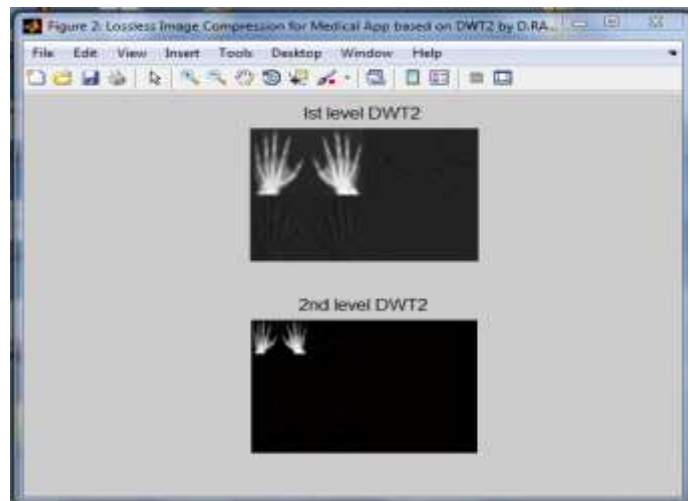 Figure 2: Lossless Image Compression for Medical App based on DWT2 by D.RA...
File Edit View Insert Tools Desktop Window Help
Ist level DWT2
2nd level DWT2